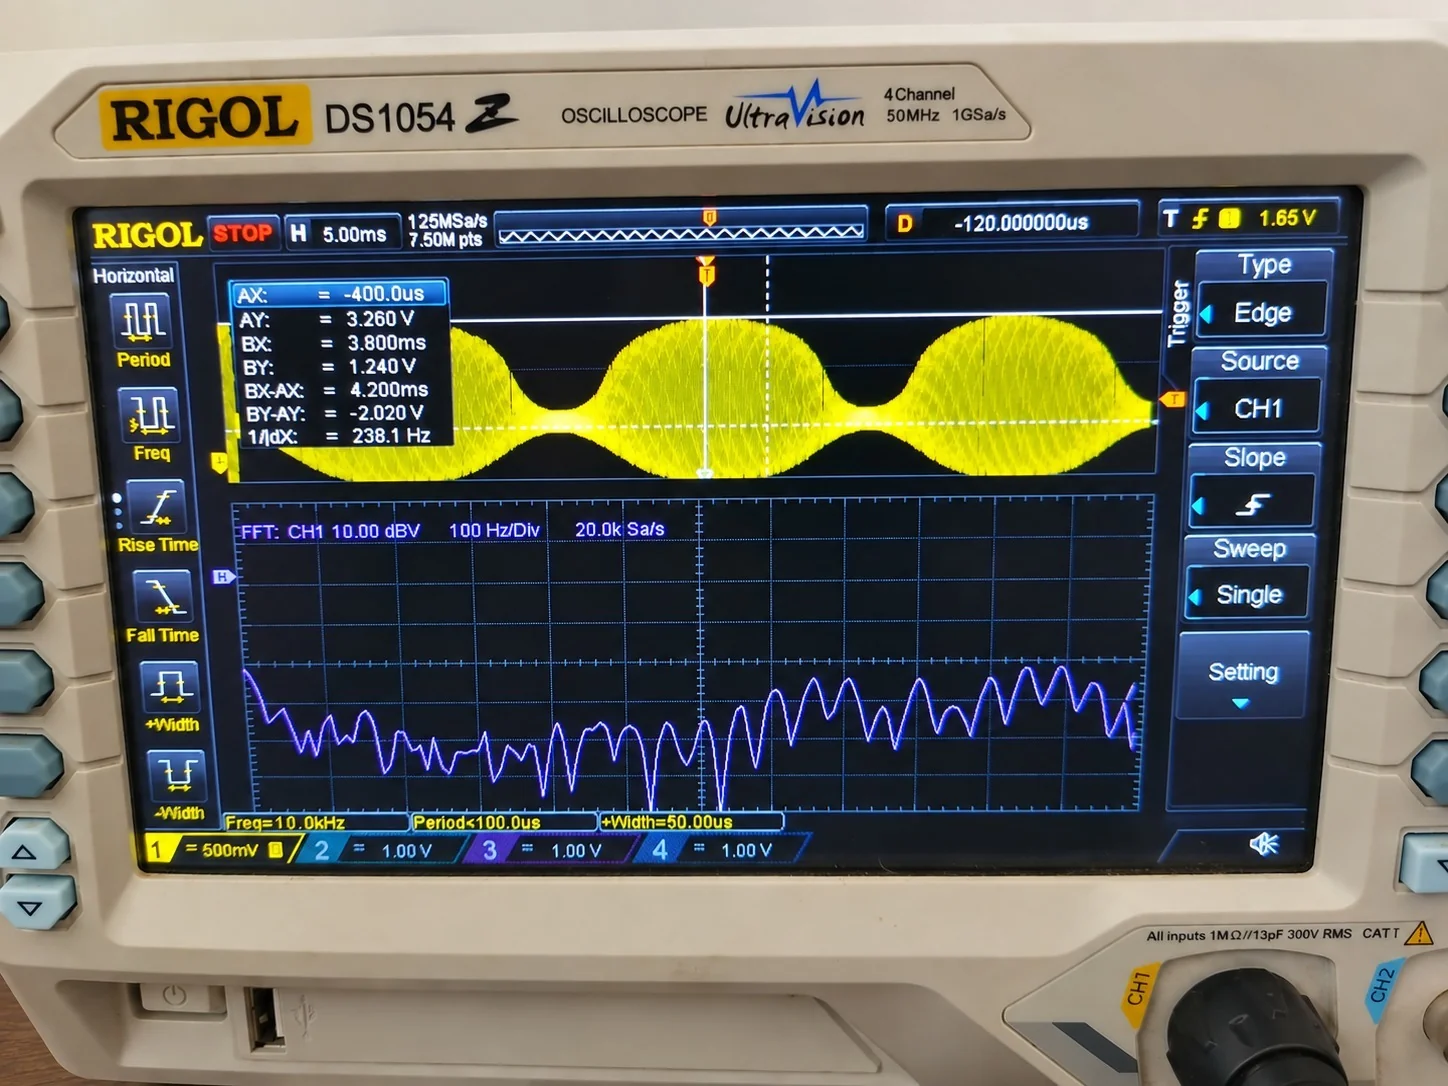 RIGOL DS1054 Z OSCILLOSCOPE UltraVision 4 Channel
50MHz 1GSa/s
RIGOL STOP H 5.00ms 125MSa/s
7.50M pts D -120.000000us T 1 1.65 V
Horizontal
Period
Freq
Rise Time
Fall Time
+Width
-Width
AX: = -400.0us
AY: = 3.260 V
BX: = 3.800ms
BY: = 1.240 V
BX-AX: = 4.200ms
BY-AY: = -2.020 V
1/|dX: = 238.1 Hz
T
T
H
FFT: CH1 10.00 dBV 100 Hz/Div 20.0k Sa/s
Trigger
Type
Edge
Source
CH1
Slope
Sweep
Single
Setting
Freq=10.0kHz Period<100.0us +Width=50.00us
1 = 500mV B 2 = 1.00 V 3 = 1.00 V 4 = 1.00 V
All inputs 1MΩ//13pF 300V RMS CAT I
CH1
CH2